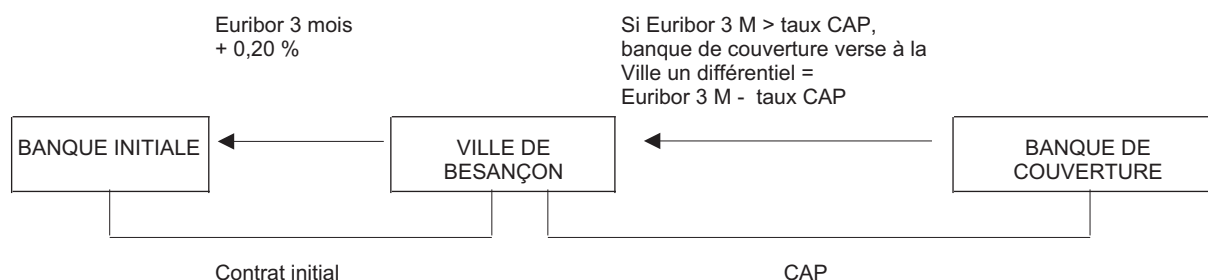 Euribor 3 mois
+ 0,20 %
Si Euribor 3 M > taux CAP,
banque de couverture verse à la
Ville un différentiel =
Euribor 3 M - taux CAP
BANQUE INITIALE
VILLE DE
BESANÇON
BANQUE DE
COUVERTURE
Contrat initial
CAP